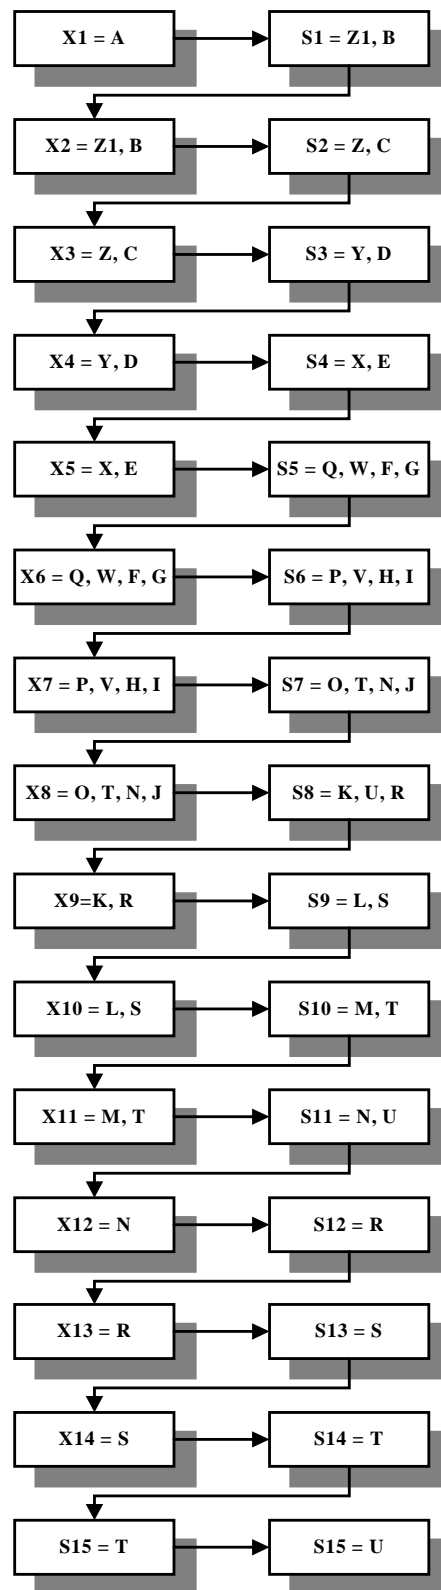 X1 = A
S1 = Z1, B
X2 = Z1, B
S2 = Z, C
X3 = Z, C
S3 = Y, D
X4 = Y, D
S4 = X, E
X5 = X, E
S5 = Q, W, F, G
X6 = Q, W, F, G
S6 = P, V, H, I
X7 = P, V, H, I
S7 = O, T, N, J
X8 = O, T, N, J
S8 = K, U, R
X9=K, R
S9 = L, S
X10 = L, S
S10 = M, T
X11 = M, T
S11 = N, U
X12 = N
S12 = R
X13 = R
S13 = S
X14 = S
S14 = T
S15 = T
S15 = U